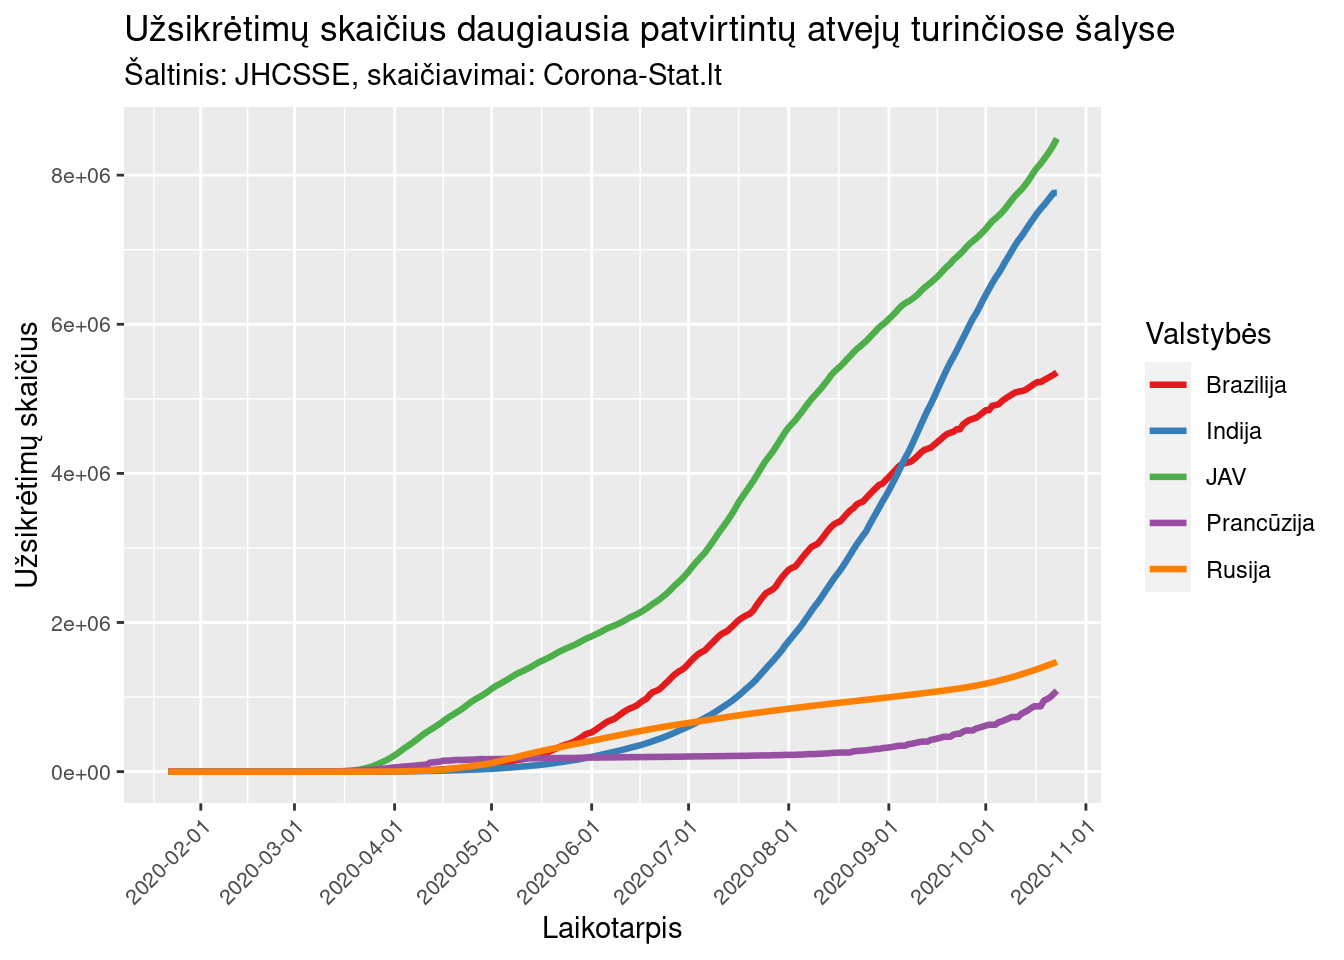 Užsikrėtimų skaičius daugiausia patvirtintų atvejų turinčiose šalyse
Šaltinis: JHCSSE, skaičiavimai: Corona-Stat.lt
Užsikrėtimų skaičius
8e+06
6e+06
4e+06
2e+06
0e+00
2020-02-01
2020-03-01
2020-04-01
2020-05-01
2020-06-01
2020-07-01
2020-08-01
2020-09-01
2020-10-01
2020-11-01
Laikotarpis
Valstybės
Brazilija
Indija
JAV
Prancūzija
Rusija